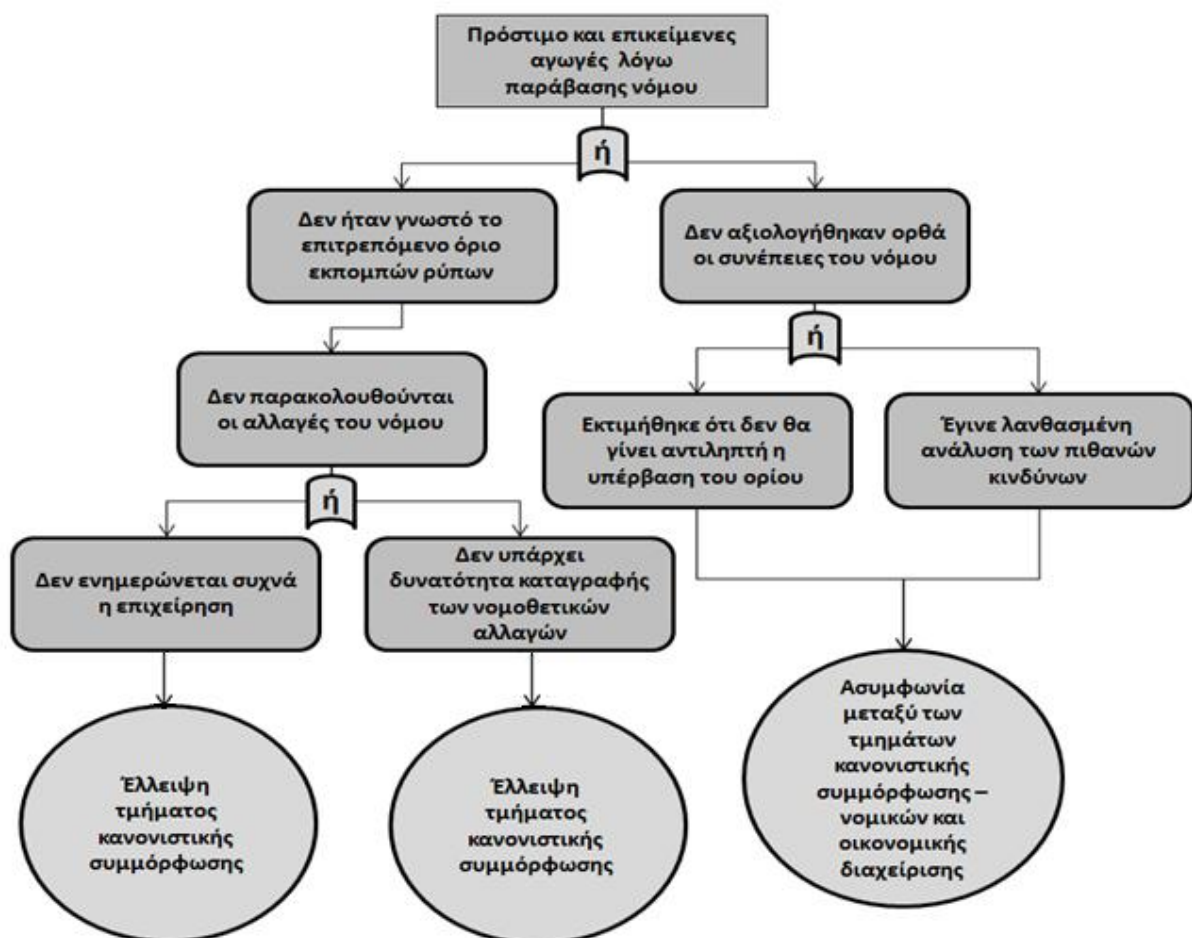 Πρόστιμο και επικείμενες
αγωγές λόγω
παράβασης νόμου
ή
Δεν ήταν γνωστό το
επιτρεπόμενο όριο
εκπομπών ρύπων
Δεν αξιολογήθηκαν ορθά
οι συνέπειες του νόμου
ή
Δεν παρακολουθούνται
οι αλλαγές του νόμου
Εκτιμήθηκε ότι δεν θα
γίνει αντιληπτή η
υπέρβαση του ορίου
Έγινε λανθασμένη
ανάλυση των πιθανών
κινδύνων
ή
Δεν ενημερώνεται συχνά
η επιχείρηση
Δεν υπάρχει
δυνατότητα καταγραφής
των νομοθετικών
αλλαγών
Έλλειψη
τμήματος
κανονιστικής
συμμόρφωσης
Έλλειψη
τμήματος
κανονιστικής
συμμόρφωσης
Ασυμφωνία
μεταξύ των
τμημάτων
κανονιστικής
συμμόρφωσης –
νομικών και
οικονομικής
διαχείρισης